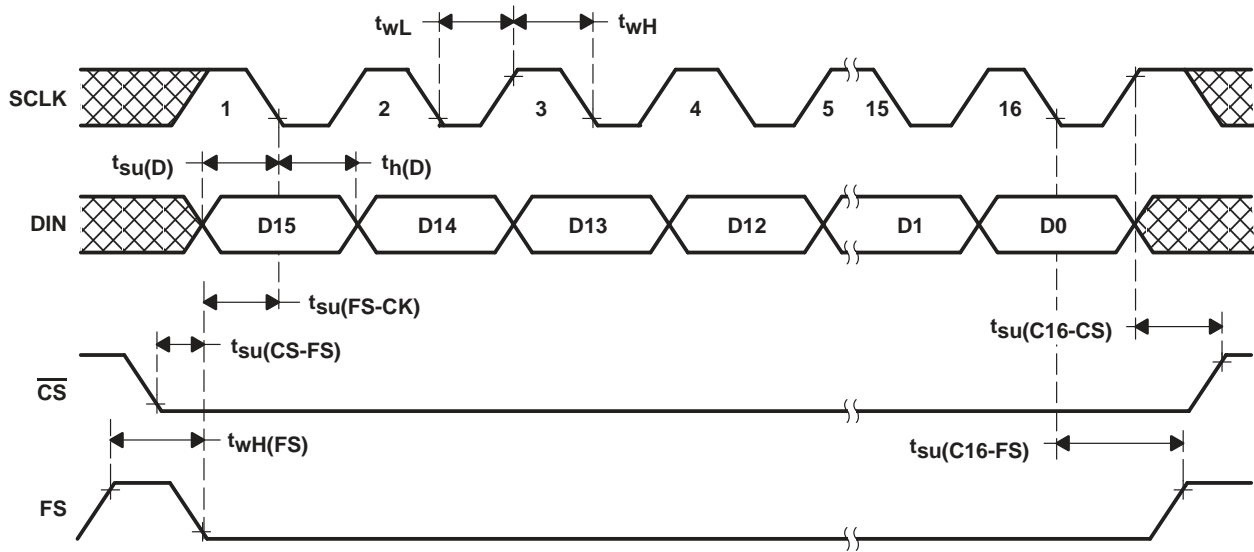 twL
twH
SCLK
1
2
3
4
5
15
16
tsu(D)
th(D)
DIN
D15
D14
D13
D12
D1
D0
tsu(FS-CK)
tsu(C16-CS)
tsu(CS-FS)
CS
twH(FS)
tsu(C16-FS)
FS